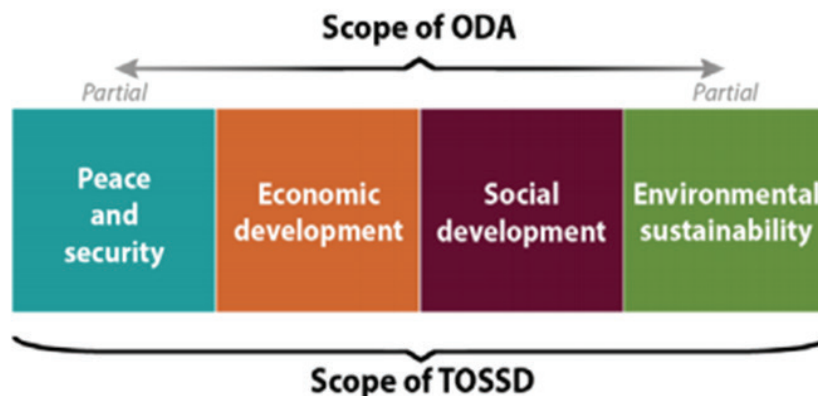 Scope of ODA
Partial
Partial
Peace
and
security
Economic
development
Social
development
Environmental
sustainability
Scope of TOSSD